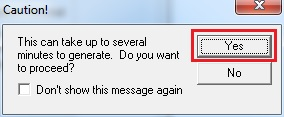 Caution!
This can take up to several
minutes to generate.  Do you want
to proceed?
Yes
No
Don't show this message again